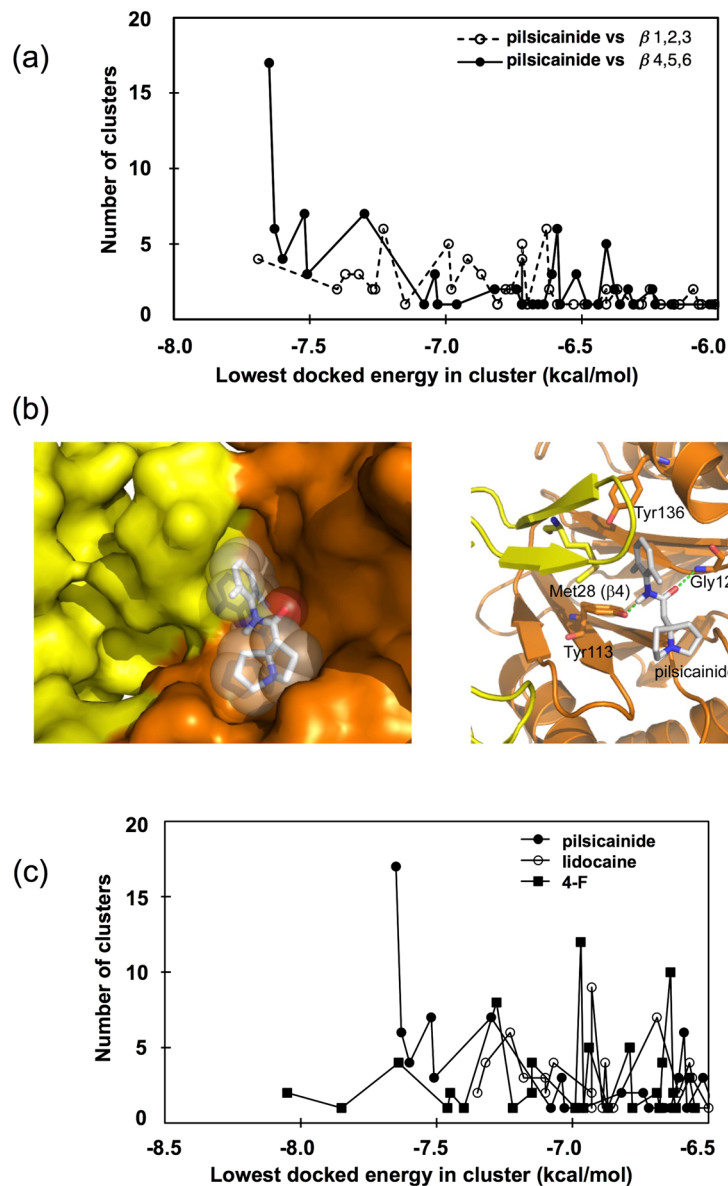 (a)
20
15
10
5
0
Number of clusters
pilsicainide vs β 1,2,3
pilsicainide vs β 4,5,6
-8.0 -7.5 -7.0 -6.5 -6.0
Lowest docked energy in cluster (kcal/mol)
(b)
Tyr136
Met28 (β4)
Gly12
Tyr113
pilsicainide
(c)
20
15
10
5
0
Number of clusters
pilsicainide
lidocaine
4-F
-8.5 -8.0 -7.5 -7.0 -6.5
Lowest docked energy in cluster (kcal/mol)